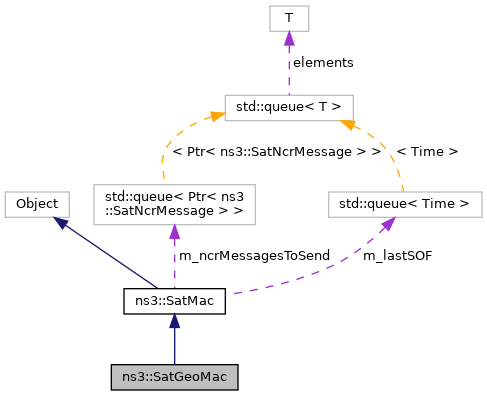 T
elements
std::queue< T >
< Ptr< ns3::SatNcrMessage > >
< Time >
Object
std::queue< Ptr< ns3
::SatNcrMessage > >
std::queue< Time >
m_ncrMessagesToSend
m_lastSOF
ns3::SatMac
ns3::SatGeoMac